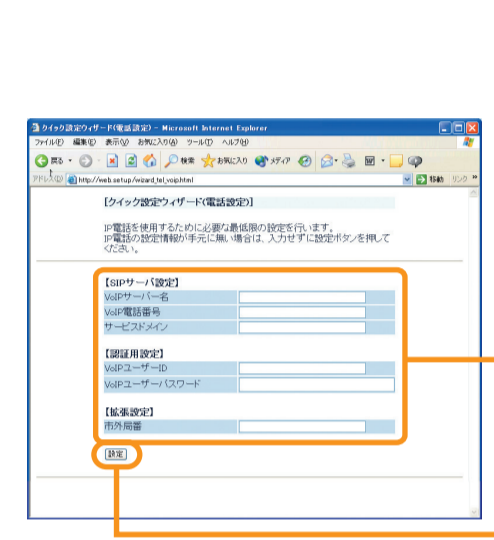 クイック設定ウィザード(電話設定) - Microsoft Internet Explorer
ファイル(F) 編集(E) 表示(V) お気に入り(A) ツール(T) ヘルプ(H)
戻る 検索 お気に入り メディア
アドレス(D) http://web.setup/wizard_tel_voip.html 移動 リンク »
[クイック設定ウィザード(電話設定)]
IP電話を使用するために必要な最低限の設定を行います。
IP電話の設定情報が手元に無い場合は、入力せずに設定ボタンを押して
ください。
【SIPサーバ設定】
VoIPサーバー名
VoIP電話番号
サービスドメイン
【認証用設定】
VoIPユーザーID
VoIPユーザーパスワード
【拡張設定】
市外局番
設定